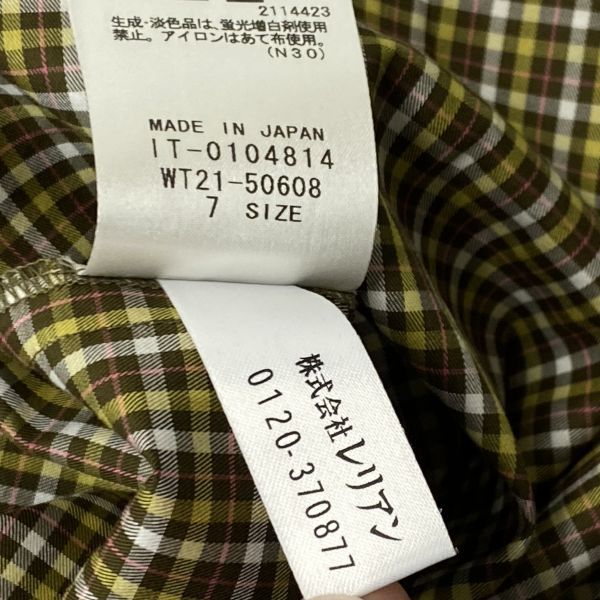 2114423
生成・淡色品は、蛍光増白剤使用
禁止。アイロンはあて布使用。
(N30)
MADE IN JAPAN
IT-0104814
WT21-50608
7 SIZE
株式会社レリアン
0120-370877